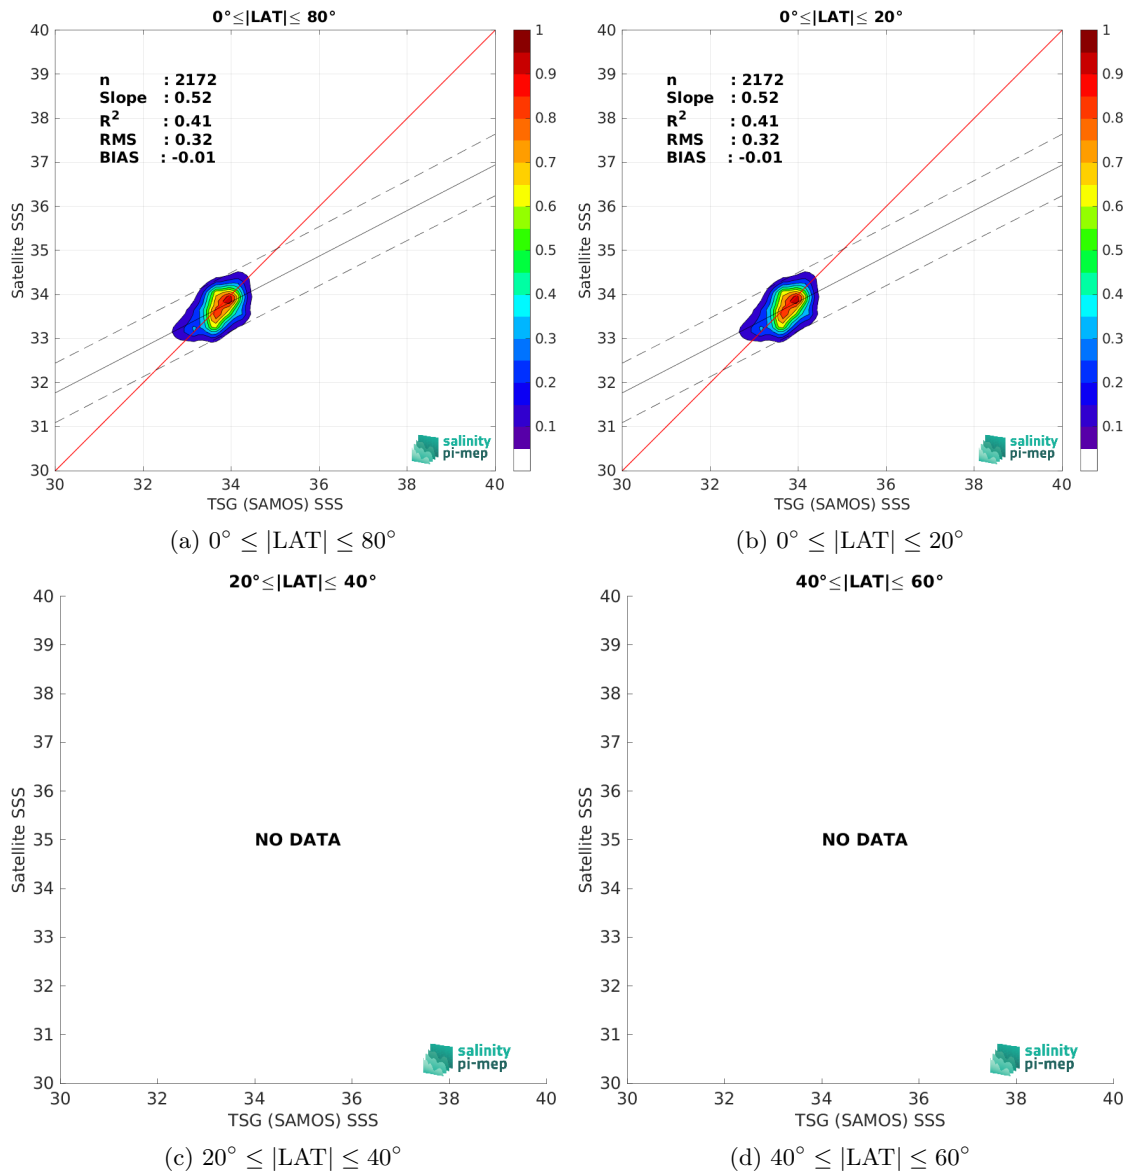 0°≤|LAT|≤ 80°
40
39
38
37
36
35
34
33
32
31
30
Satellite SSS
n : 2172
Slope : 0.52
R² : 0.41
RMS : 0.32
BIAS : -0.01
1
0.9
0.8
0.7
0.6
0.5
0.4
0.3
0.2
0.1
salinity
pi-mep
30 32 34 36 38 40
TSG (SAMOS) SSS
(a) 0° ≤ |LAT| ≤ 80°
0°≤|LAT|≤ 20°
40
39
38
37
36
35
34
33
32
31
30
Satellite SSS
n : 2172
Slope : 0.52
R² : 0.41
RMS : 0.32
BIAS : -0.01
1
0.9
0.8
0.7
0.6
0.5
0.4
0.3
0.2
0.1
salinity
pi-mep
30 32 34 36 38 40
TSG (SAMOS) SSS
(b) 0° ≤ |LAT| ≤ 20°
20°≤|LAT|≤ 40°
40
39
38
37
36
35
34
33
32
31
30
Satellite SSS
NO DATA
salinity
pi-mep
30 32 34 36 38 40
TSG (SAMOS) SSS
(c) 20° ≤ |LAT| ≤ 40°
40°≤|LAT|≤ 60°
40
39
38
37
36
35
34
33
32
31
30
Satellite SSS
NO DATA
salinity
pi-mep
30 32 34 36 38 40
TSG (SAMOS) SSS
(d) 40° ≤ |LAT| ≤ 60°